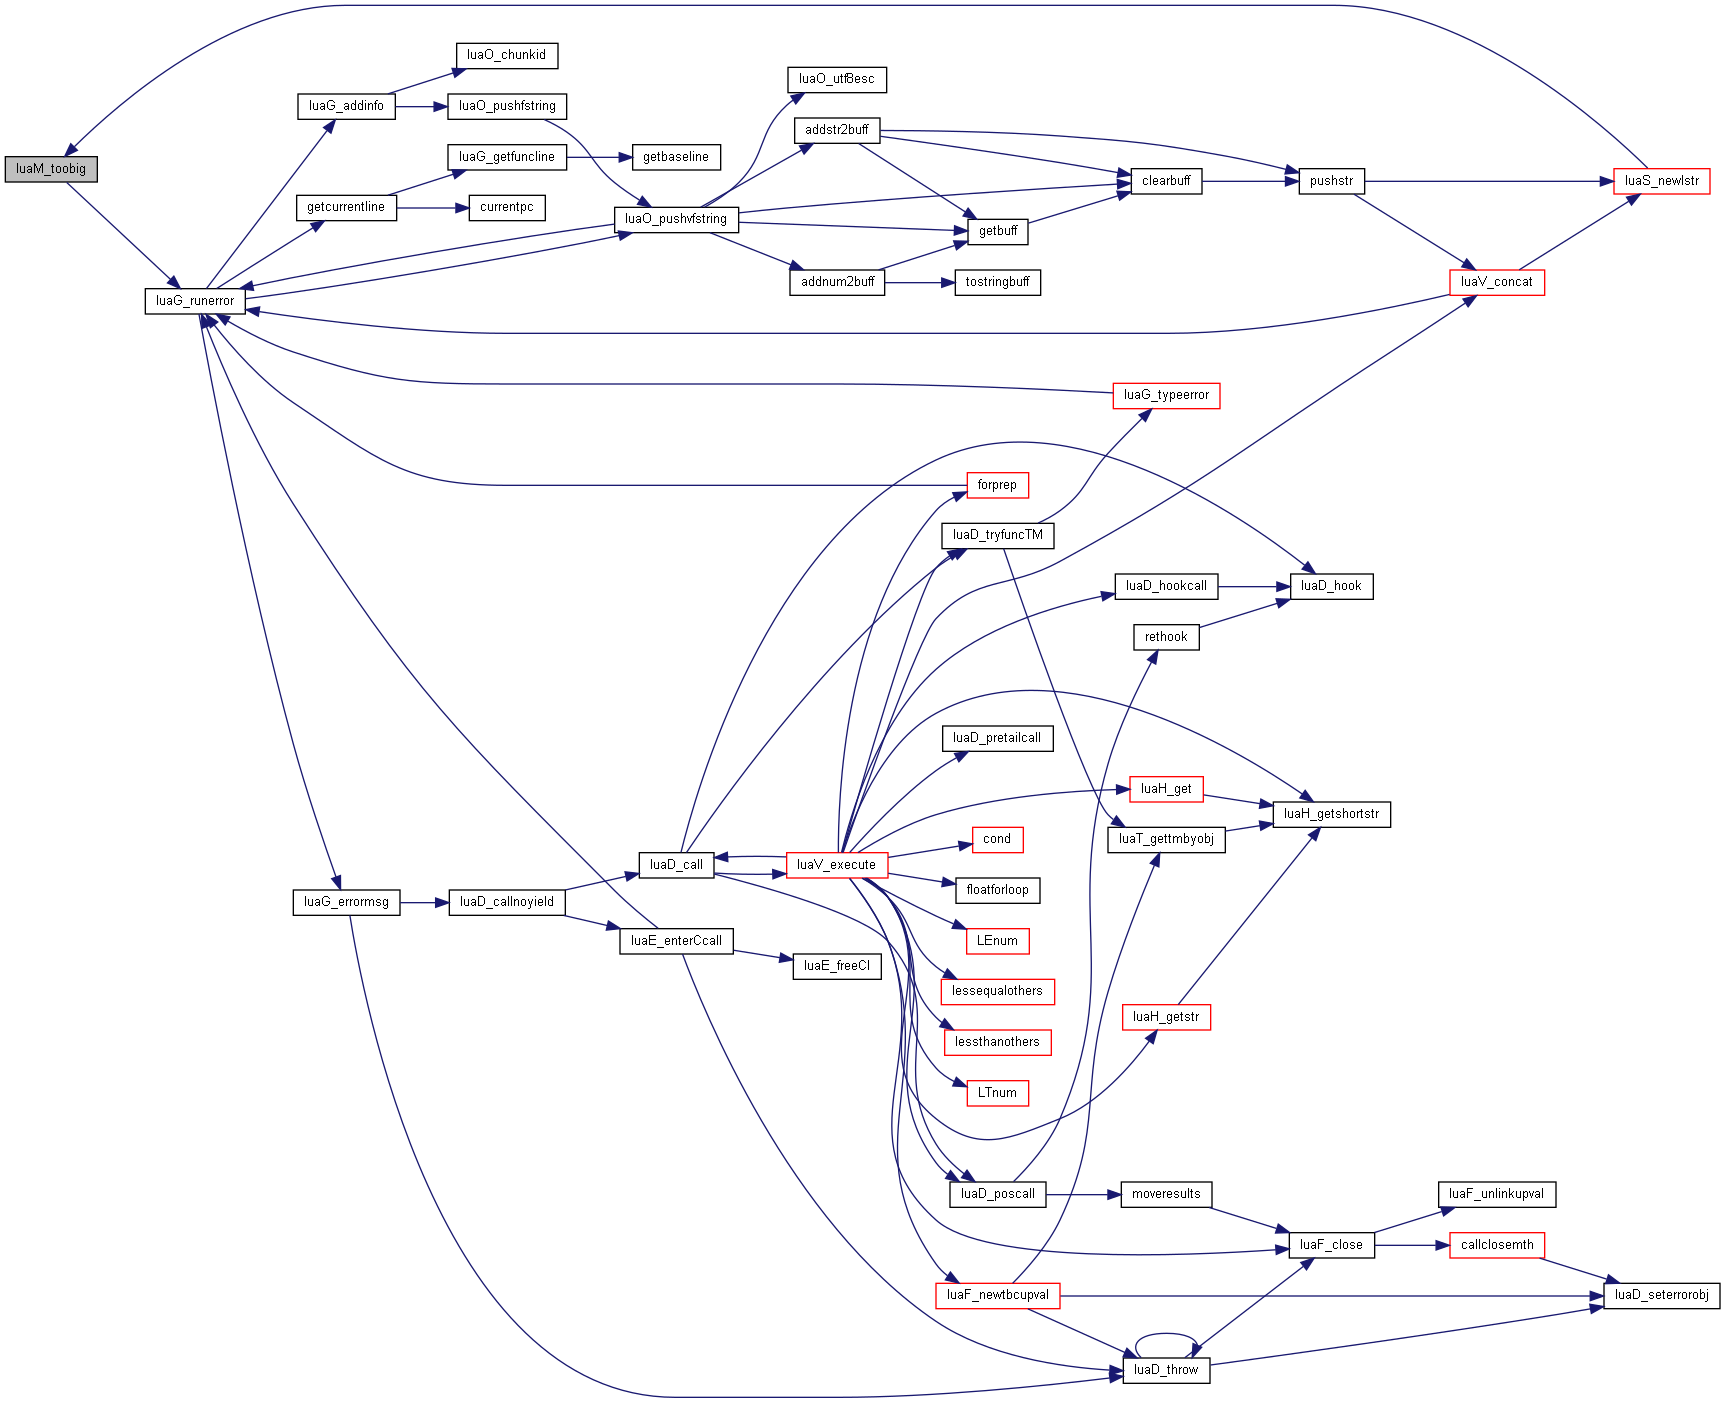 luaO_chunkid
luaO_utf8esc
luaG_addinfo
luaO_pushfstring
addstr2buff
luaM_toobig
luaG_getfuncline
getbaseline
clearbuff
pushstr
luaS_newlstr
getcurrentline
currentpc
luaO_pushvfstring
getbuff
luaG_runerror
addnum2buff
tostringbuff
luaV_concat
luaG_typeerror
forprep
luaD_tryfuncTM
luaD_hookcall
luaD_hook
rethook
luaD_pretailcall
luaH_get
luaH_getshortstr
cond
luaT_gettmbyobj
luaD_call
luaV_execute
floatforloop
luaG_errormsg
luaD_callnoyield
luaE_enterCcall
LEnum
luaE_freeCI
lessequalothers
luaH_getstr
lessthanothers
LTnum
luaD_poscall
moveresults
luaF_unlinkupval
luaF_close
callclosemth
luaF_newtbcupval
luaD_seterrorobj
luaD_throw